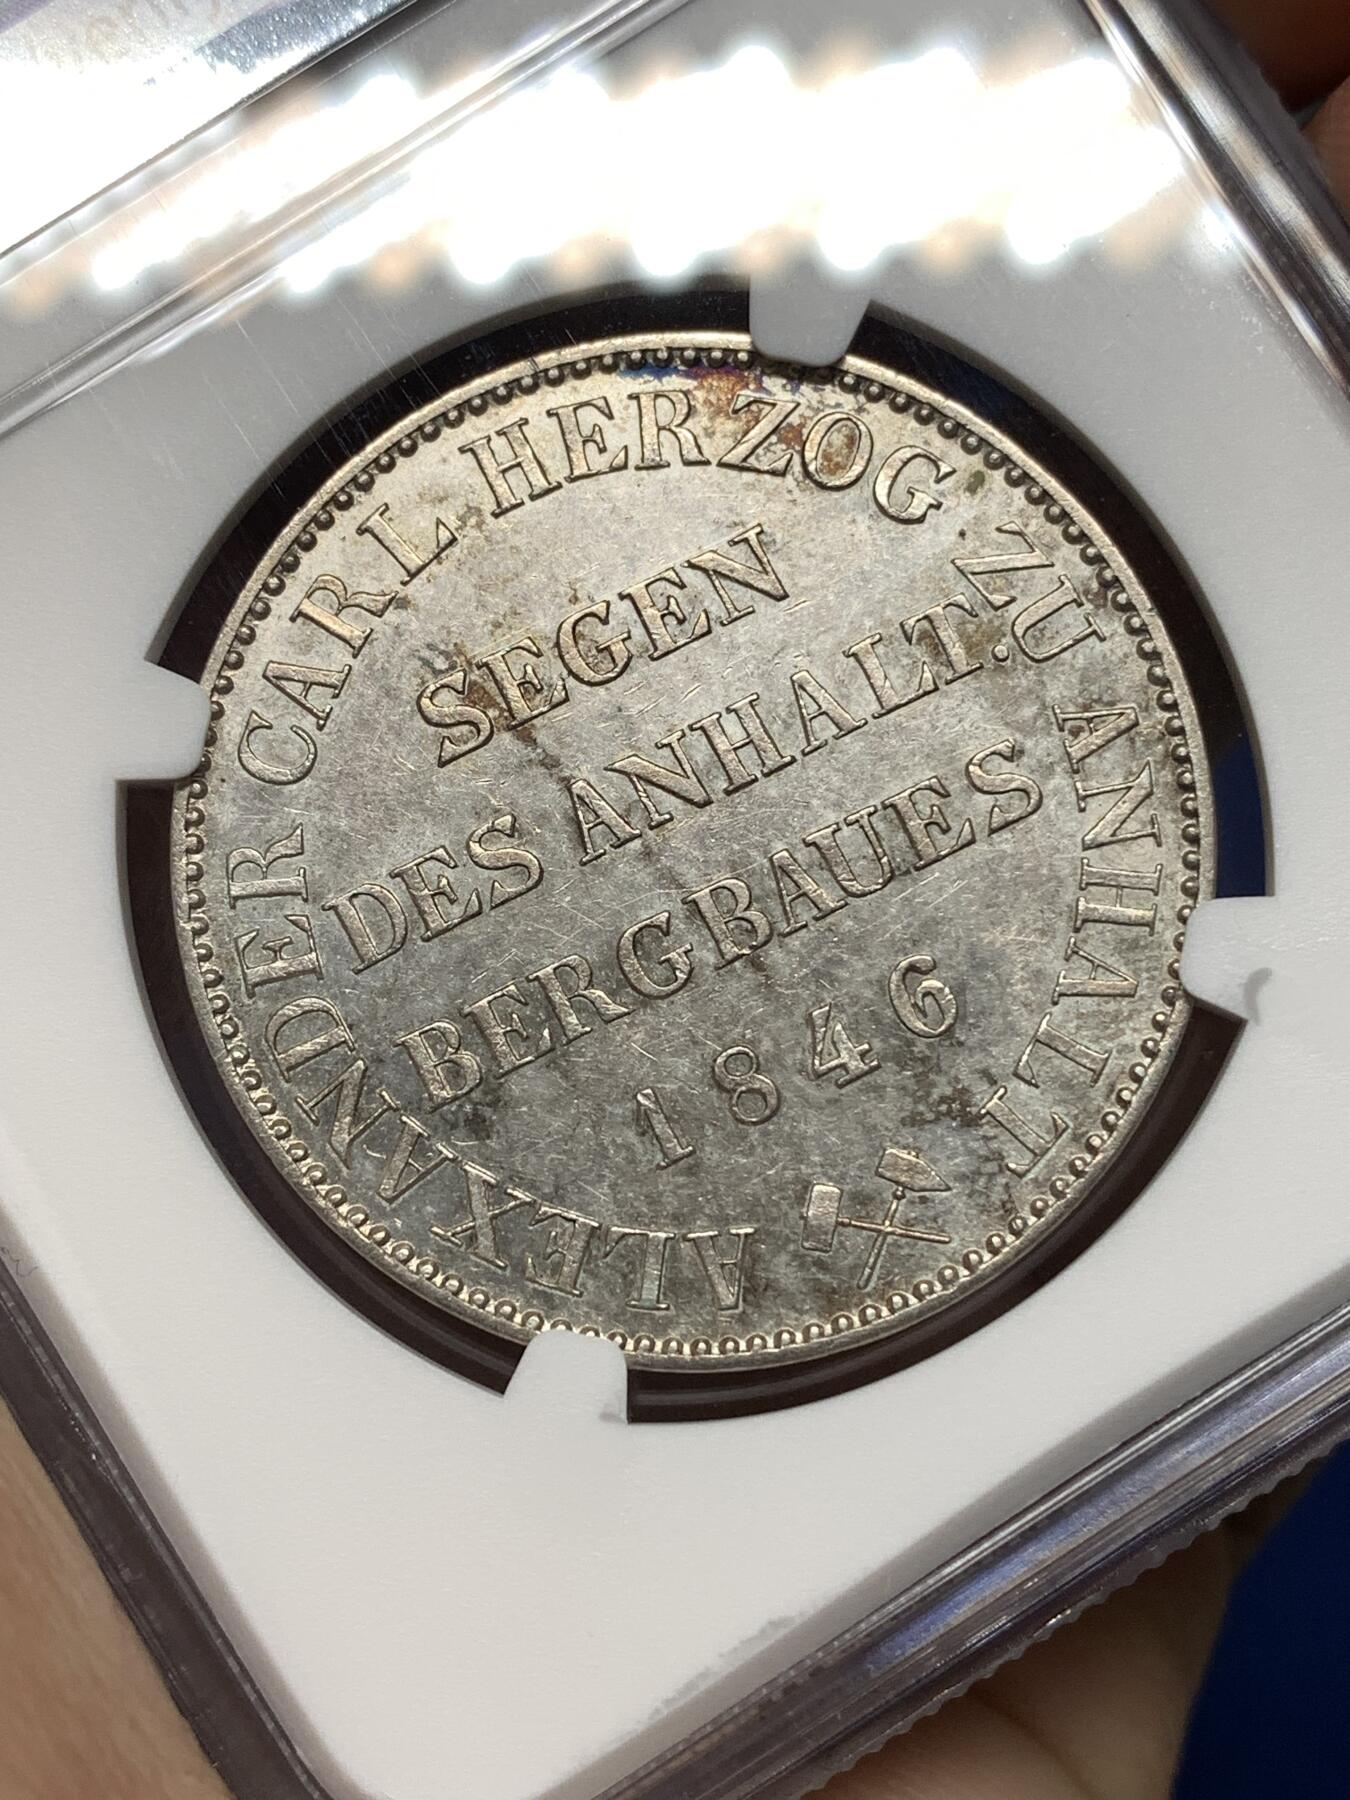 ALEXANDER CARL HERZOG ZU ANHALT
SEGEN
DES ANHALT.
BERGBAUES
1846